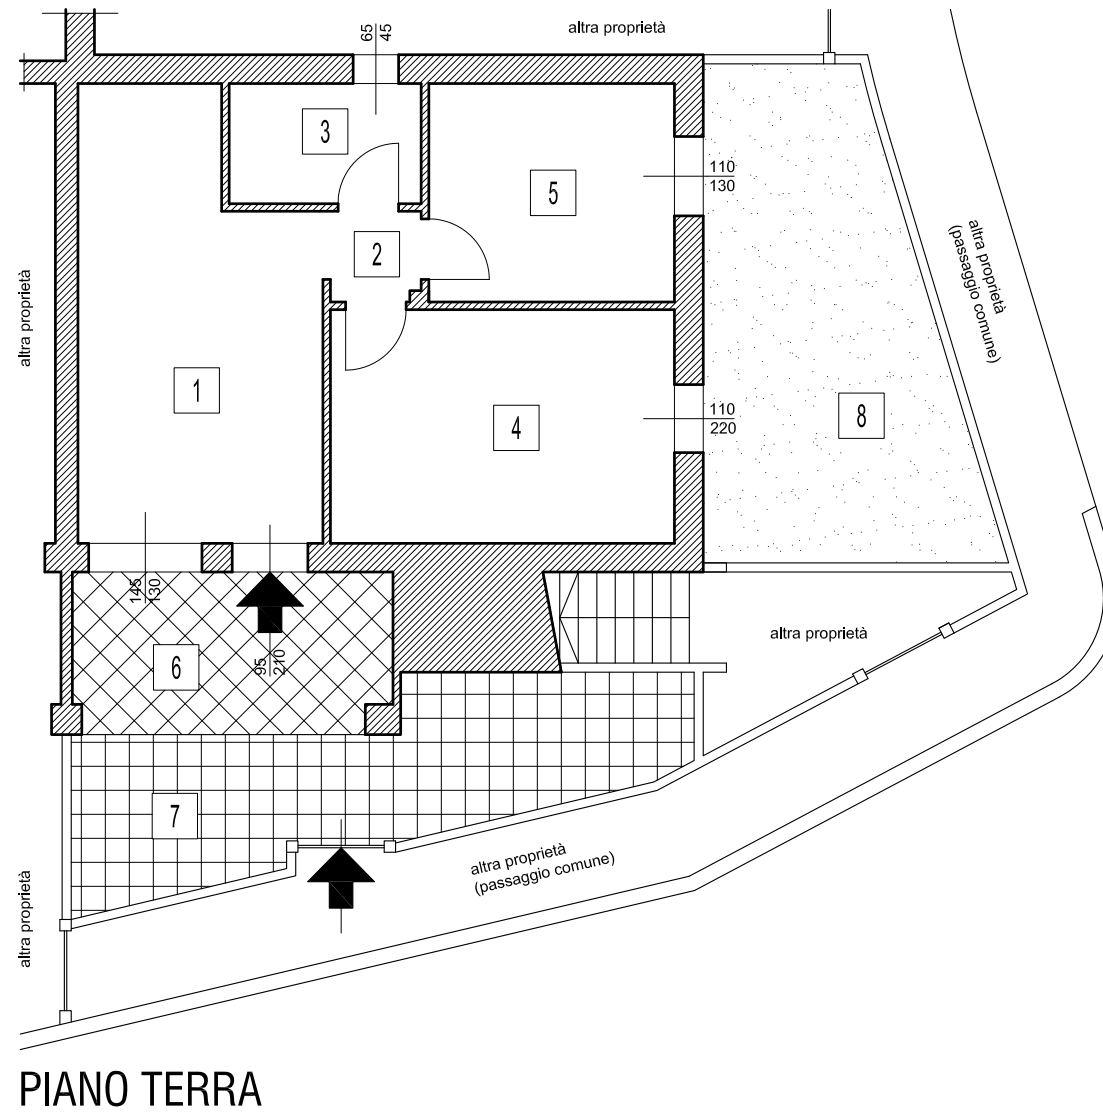 altra proprietà
65
45
3
110
130
5
altra proprietà
(passaggio comune)
2
altra proprietà
1
110
220
8
4
145
130
altra proprietà
6
95
210
7
altra proprietà
(passaggio comune)
altra proprietà
PIANO TERRA